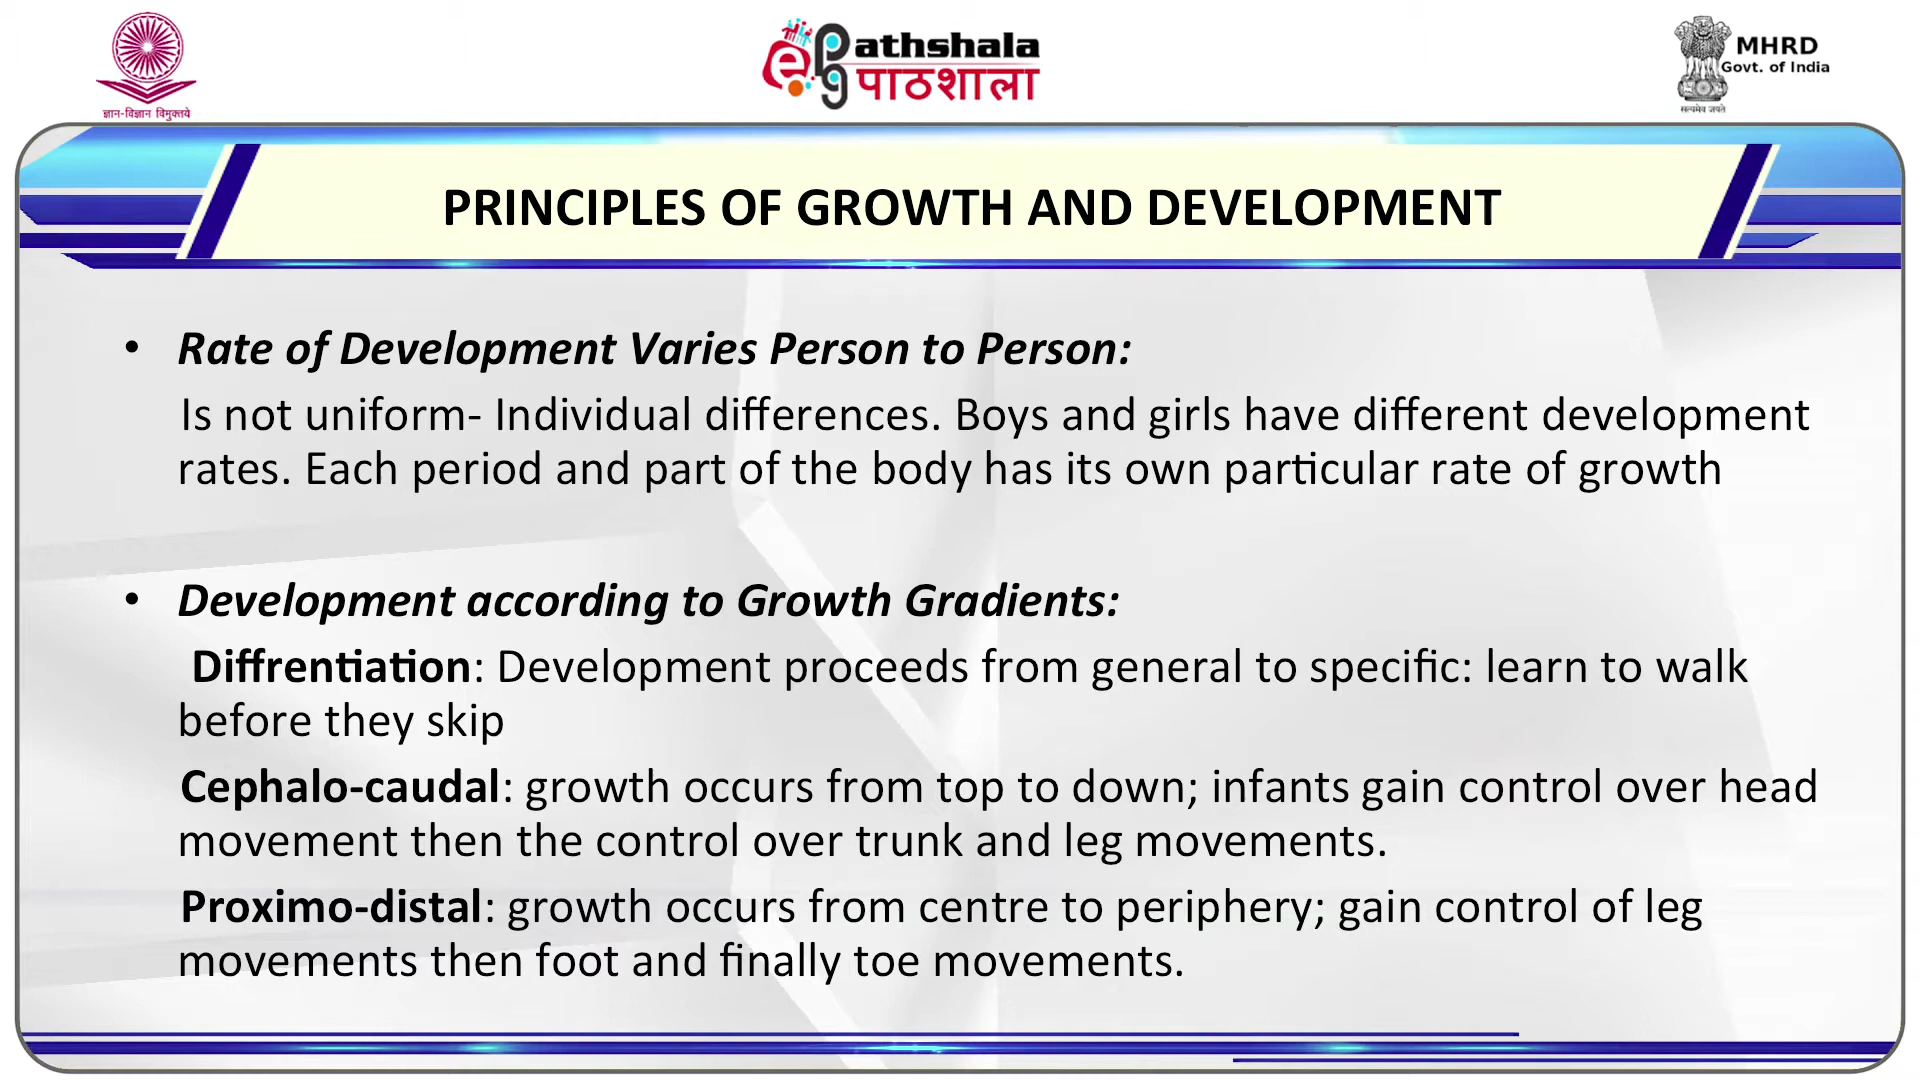 ज्ञान-विज्ञान विमुक्तये
e
pg
athshala
पाठशाला
MHRD
Govt. of India
सत्यमेव जयते
PRINCIPLES OF GROWTH AND DEVELOPMENT
• Rate of Development Varies Person to Person:
Is not uniform- Individual differences. Boys and girls have different development
rates. Each period and part of the body has its own particular rate of growth
• Development according to Growth Gradients:
Diffrentiation: Development proceeds from general to specific: learn to walk
before they skip
Cephalo-caudal: growth occurs from top to down; infants gain control over head
movement then the control over trunk and leg movements.
Proximo-distal: growth occurs from centre to periphery; gain control of leg
movements then foot and finally toe movements.